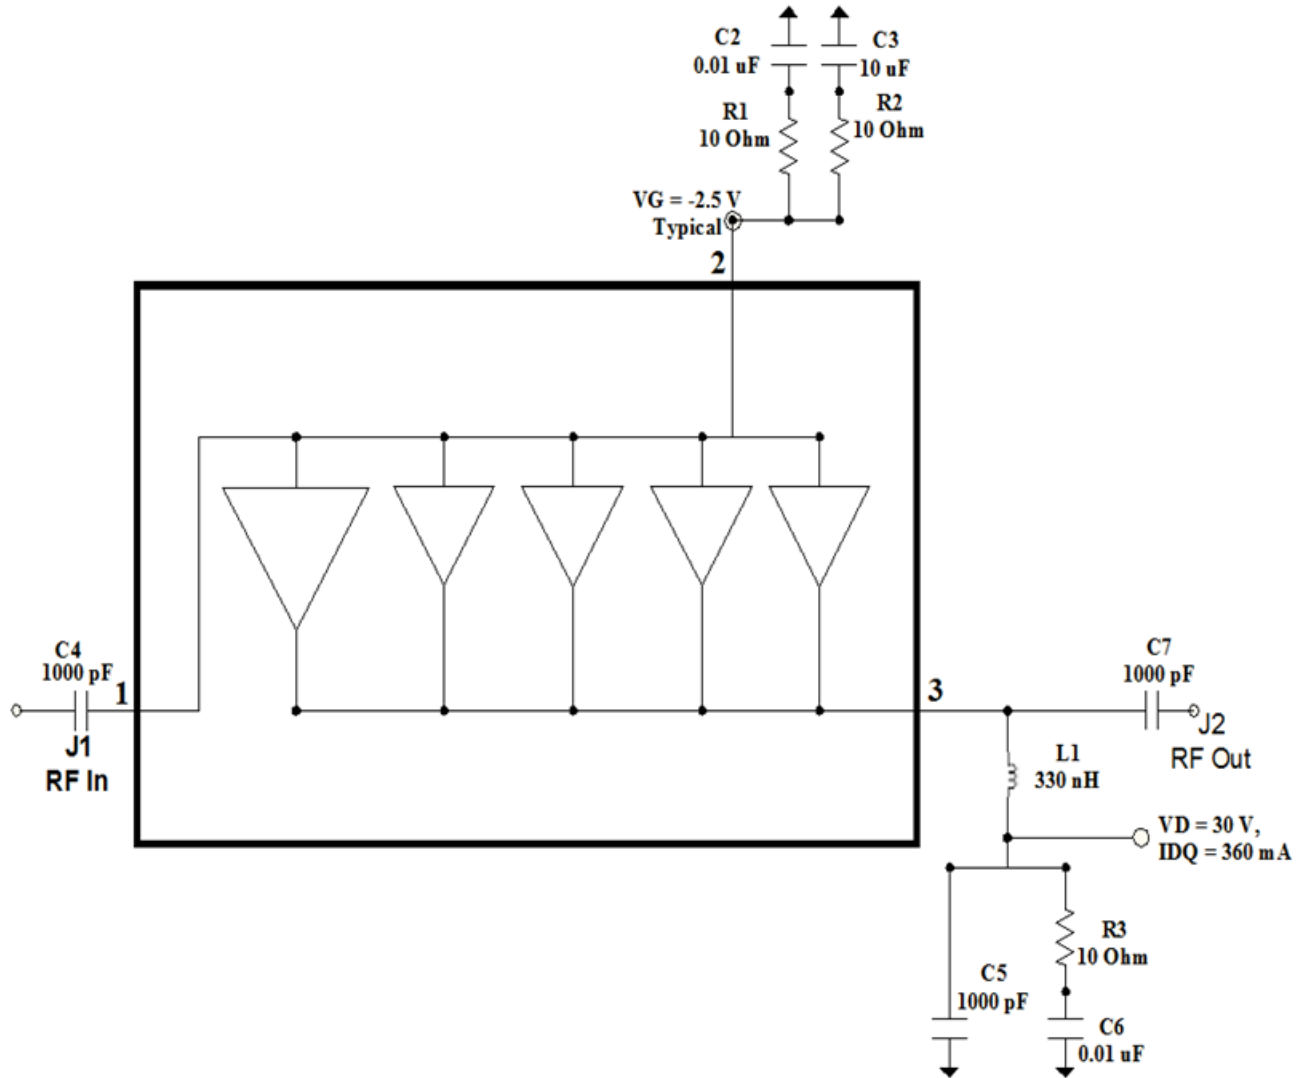 C2
0.01 uF
C3
10 uF
R1
10 Ohm
R2
10 Ohm
VG = -2.5 V
Typical
2
C4
1000 pF
1
J1
RF In
3
C7
1000 pF
J2
RF Out
L1
330 nH
VD = 30 V,
IDQ = 360 mA
R3
10 Ohm
C5
1000 pF
C6
0.01 uF